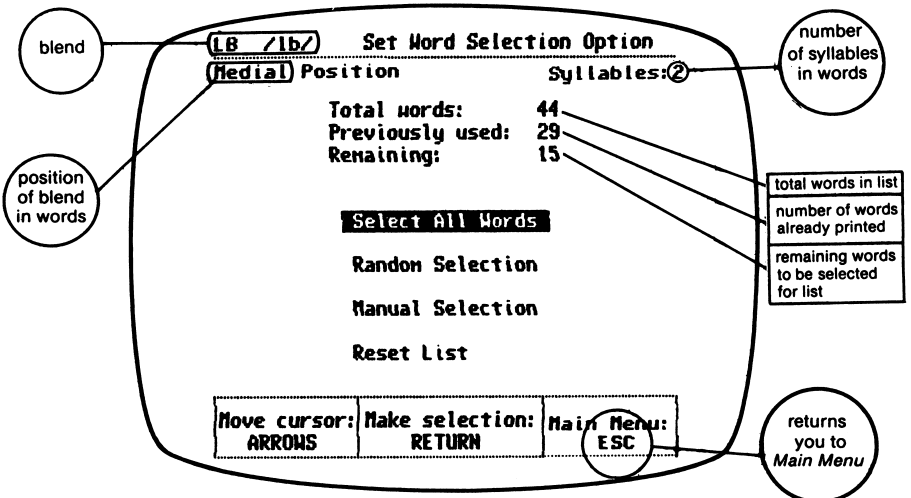 blend
LB /lb/) Set Word Selection Option
number
of syllables
in words
(Medial) Position Syllables: 2
Total words: 44
Previously used: 29
Remaining: 15
position
of blend
in words
total words in list
number of words
already printed
remaining words
to be selected
for list
Select All Words
Random Selection
Manual Selection
Reset List
Move cursor:
ARROWS
Make selection:
RETURN
Main Menu:
ESC
returns
you to
Main Menu